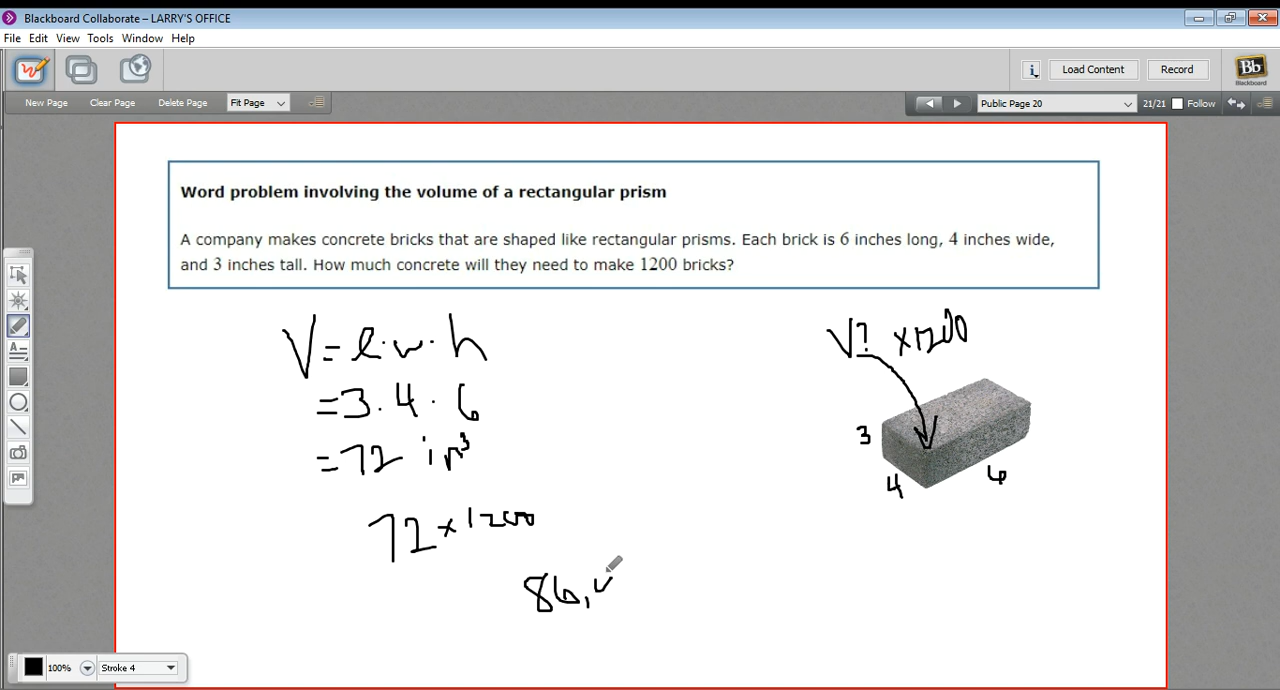 Blackboard Collaborate – LARRY'S OFFICE
File Edit View Tools Window Help
i Load Content Record Bb
Blackboard
New Page Clear Page Delete Page Fit Page Public Page 20 21/21 Follow
Word problem involving the volume of a rectangular prism
A company makes concrete bricks that are shaped like rectangular prisms. Each brick is 6 inches long, 4 inches wide,
and 3 inches tall. How much concrete will they need to make 1200 bricks?
V = l · w · h
= 3 · 4 · 6
= 72 in³
72 × 1200
86,
V? ×1200
3
4
6
A
100% Stroke 4